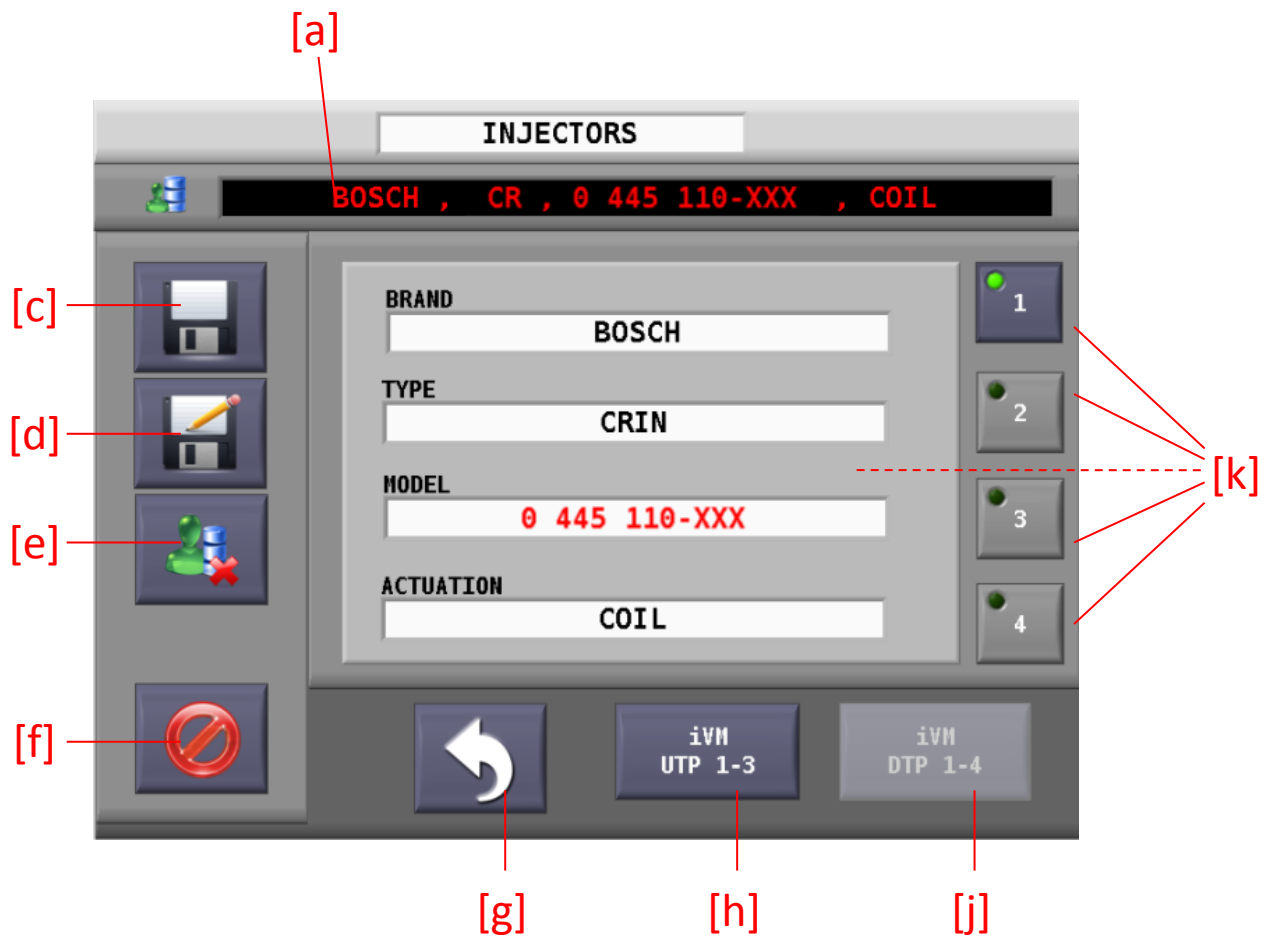 [a]
INJECTORS
BOSCH , CR , 0 445 110-XXX , COIL
[c]
BRAND
BOSCH
1
[d]
TYPE
CRIN
2
[k]
[e]
MODEL
0 445 110-XXX
3
ACTUATION
COIL
4
[f]
iVM
UTP 1-3
iVM
DTP 1-4
[g]
[h]
[j]